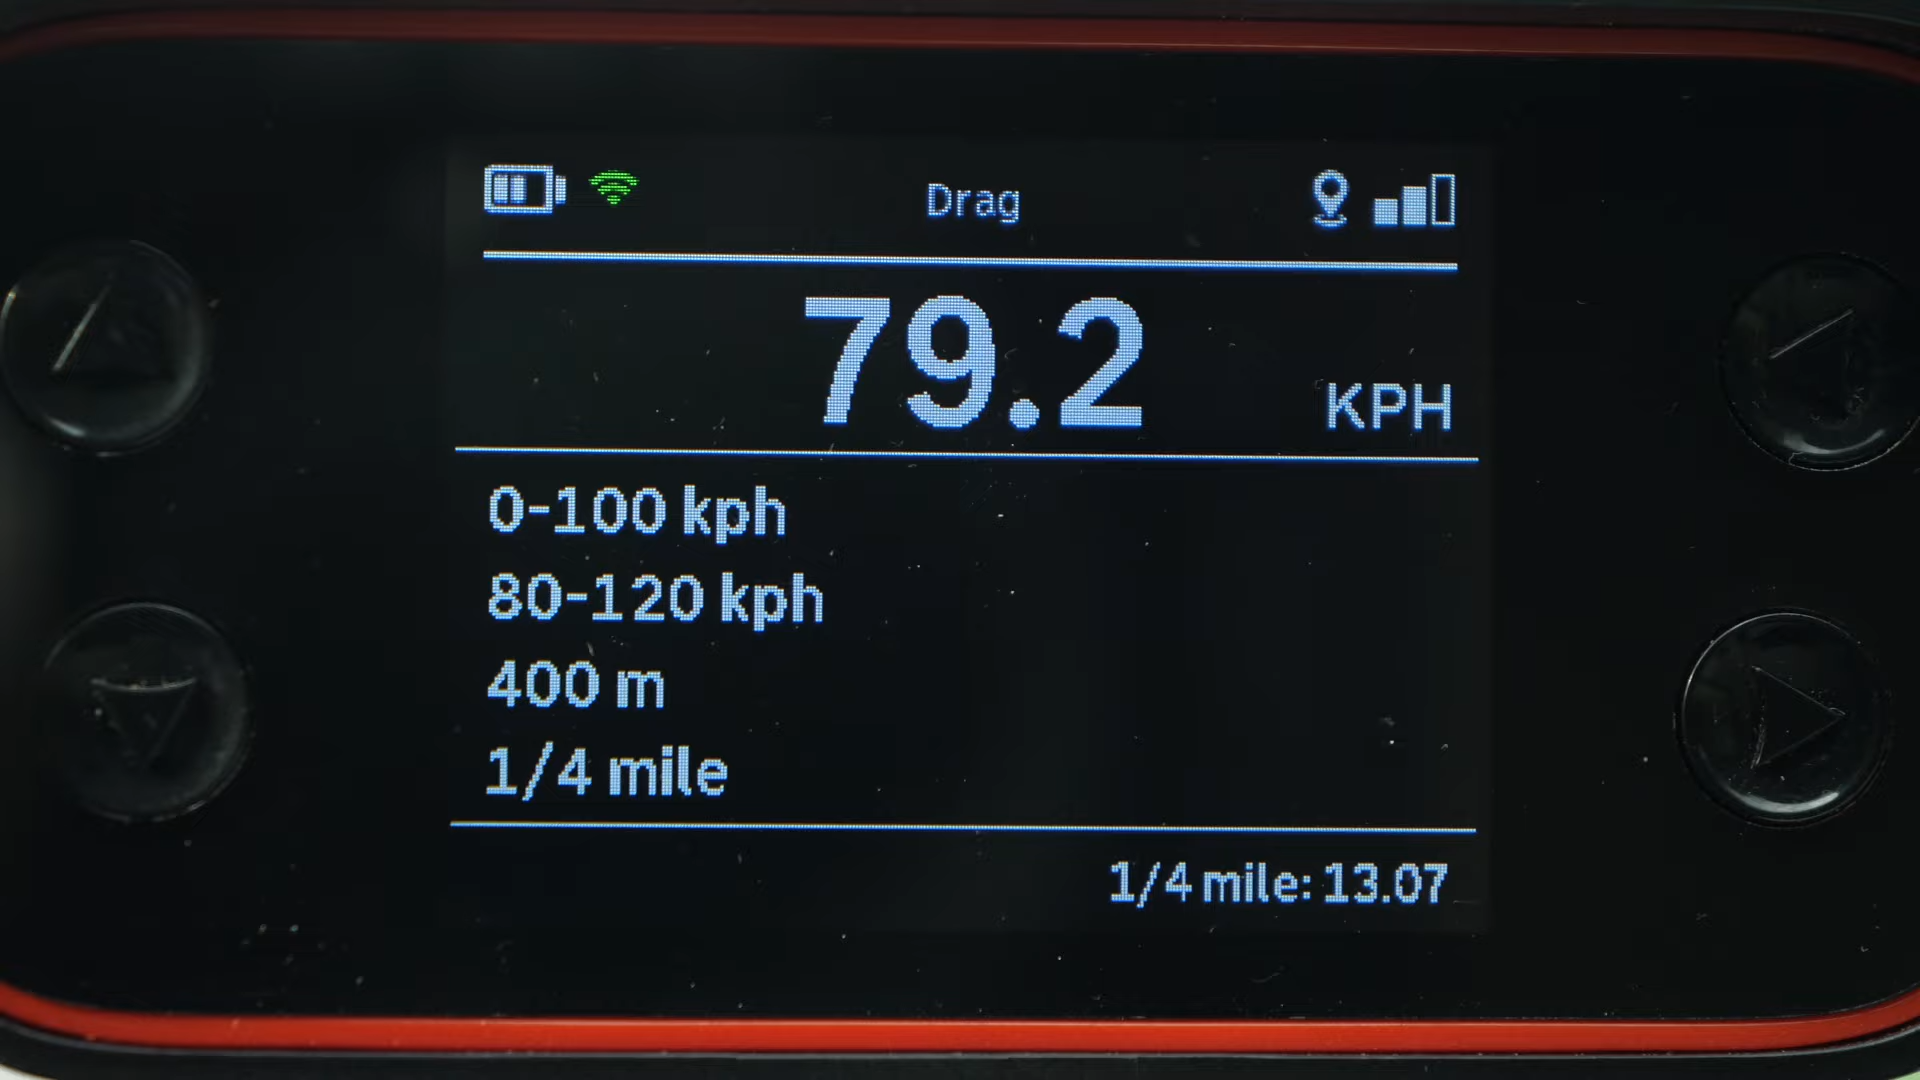 Drag
79.2 KPH
0-100 kph
80-120 kph
400 m
1/4 mile
1/4 mile: 13.07